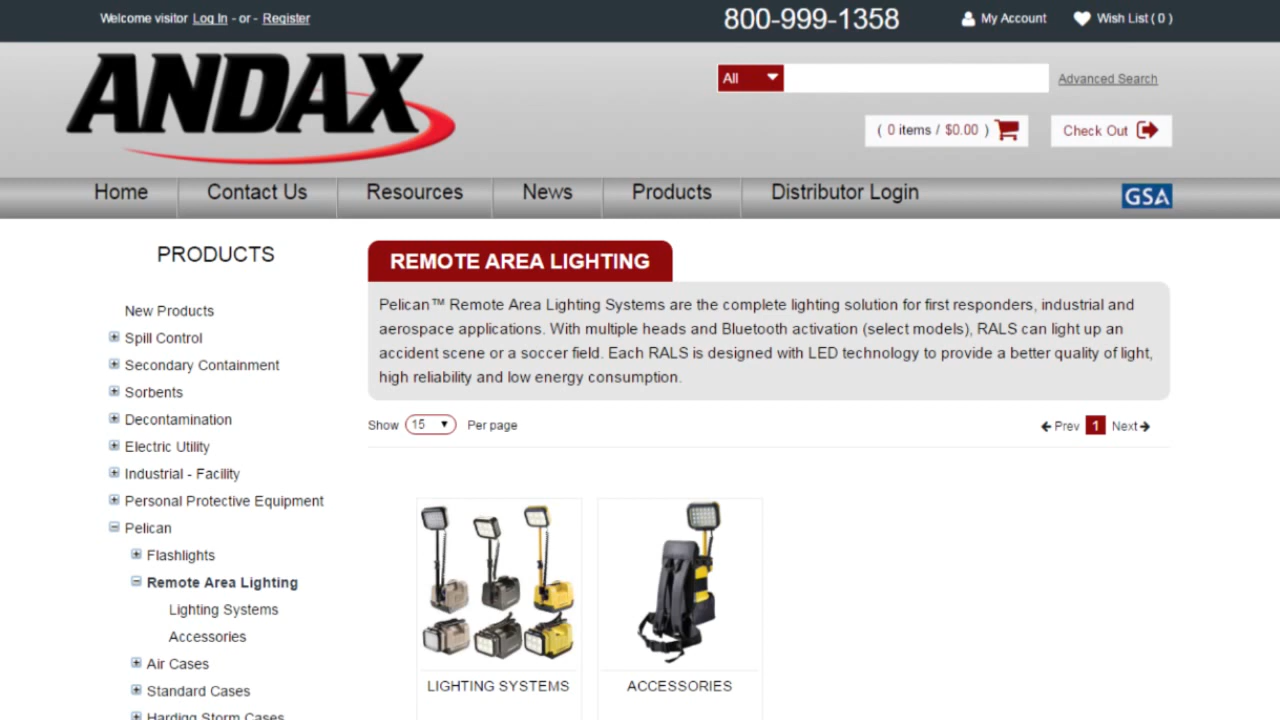 Welcome visitor Log In - or - Register
800-999-1358
My Account
Wish List ( 0 )
ANDAX
All
Advanced Search
( 0 items / $0.00 )
Check Out
Home
Contact Us
Resources
News
Products
Distributor Login
GSA
PRODUCTS
New Products
Spill Control
Secondary Containment
Sorbents
Decontamination
Electric Utility
Industrial - Facility
Personal Protective Equipment
Pelican
Flashlights
Remote Area Lighting
Lighting Systems
Accessories
Air Cases
Standard Cases
Hardigg Storm Cases
REMOTE AREA LIGHTING
Pelican™ Remote Area Lighting Systems are the complete lighting solution for first responders, industrial and
aerospace applications. With multiple heads and Bluetooth activation (select models), RALS can light up an
accident scene or a soccer field. Each RALS is designed with LED technology to provide a better quality of light,
high reliability and low energy consumption.
Show 15 Per page
Prev 1 Next
LIGHTING SYSTEMS
ACCESSORIES